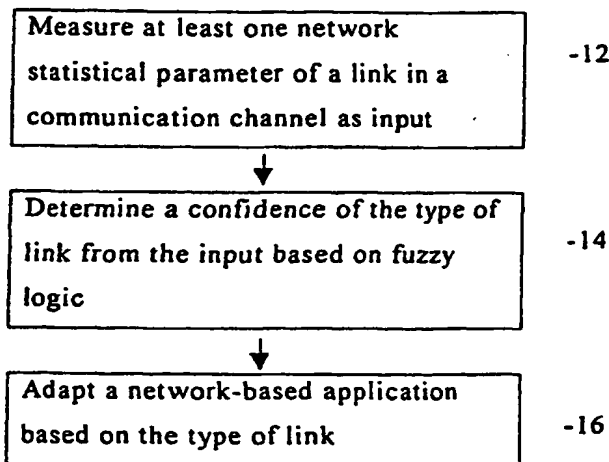 Measure at least one network
statistical parameter of a link in a
communication channel as input
-12
Determine a confidence of the type of
link from the input based on fuzzy
logic
-14
Adapt a network-based application
based on the type of link
-16